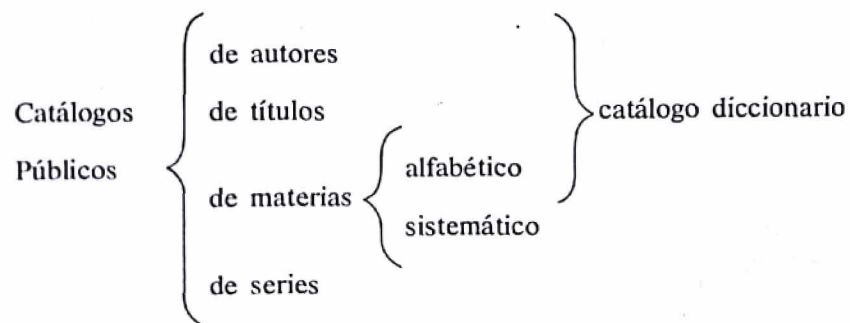 de autores
Catálogos de títulos catálogo diccionario
Públicos alfabético
de materias
sistemático
de series